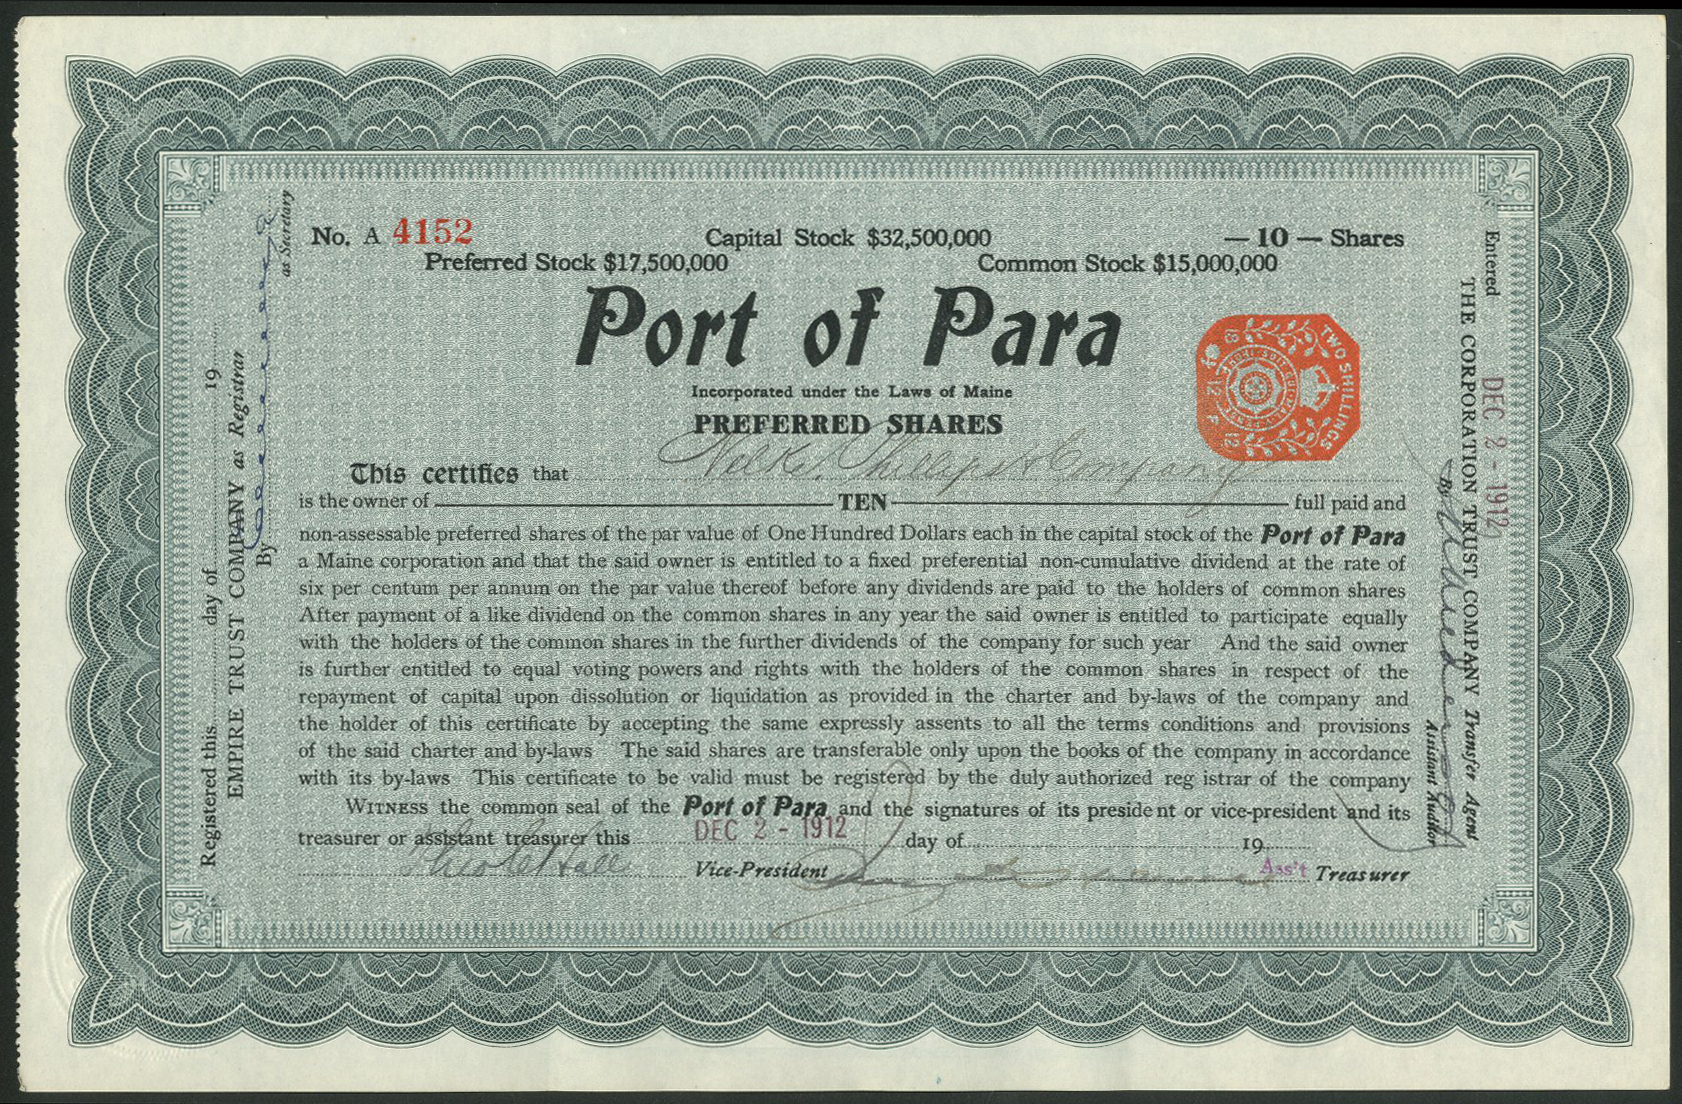 No. A 4152
Capital Stock $32,500,000
— 10 — Shares
Preferred Stock $17,500,000
Common Stock $15,000,000
Port of Para
Incorporated under the Laws of Maine
PREFERRED SHARES
This certifies that Phillips & Company
is the owner of TEN full paid and
non-assessable preferred shares of the par value of One Hundred Dollars each in the capital stock of the Port of Para
a Maine corporation and that the said owner is entitled to a fixed preferential non-cumulative dividend at the rate of
six per centum per annum on the par value thereof before any dividends are paid to the holders of common shares
After payment of a like dividend on the common shares in any year the said owner is entitled to participate equally
with the holders of the common shares in the further dividends of the company for such year And the said owner
is further entitled to equal voting powers and rights with the holders of the common shares in respect of the
repayment of capital upon dissolution or liquidation as provided in the charter and by-laws of the company and
the holder of this certificate by accepting the same expressly assents to all the terms conditions and provisions
of the said charter and by-laws The said shares are transferable only upon the books of the company in accordance
with its by-laws This certificate to be valid must be registered by the duly authorized reg istrar of the company
WITNESS the common seal of the Port of Para and the signatures of its president or vice-president and its
treasurer or assistant treasurer this DEC 2 - 1912 day of 19
Vice-President
Ass't Treasurer
Registered this day of 19
EMPIRE TRUST COMPANY as Registrar
By
as Secretary
Entered DEC 2 - 1912
THE CORPORATION TRUST COMPANY Transfer Agent
By
Assistant Auditor
TWO SHILLINGS